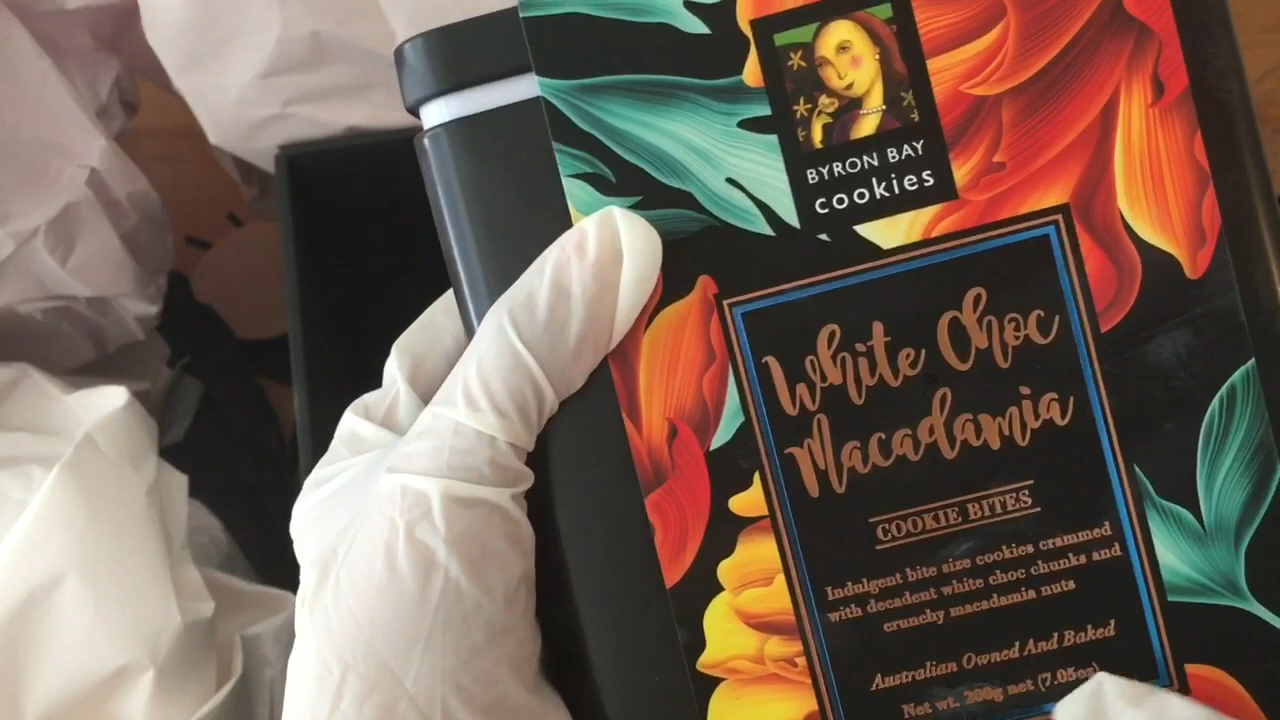 BYRON BAY
cookies
White Choc
Macadamia
COOKIE BITES
Indulgent bite size cookies crammed
with decadent white choc chunks and
crunchy macadamia nuts
Australian Owned And Baked
Net wt. 200g net (7.05oz)